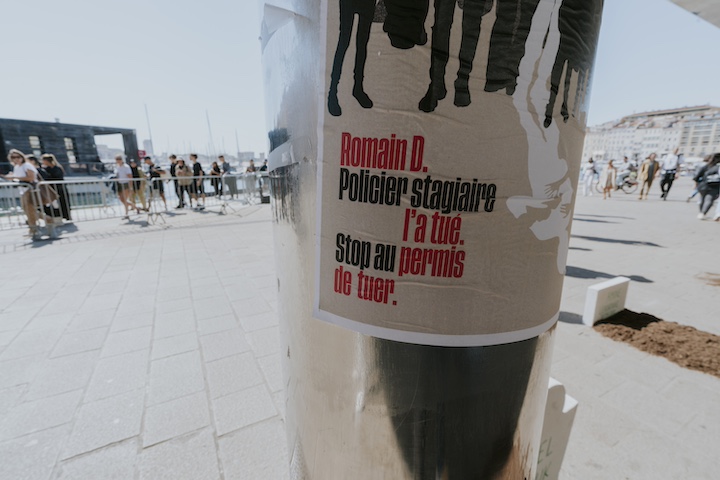 Romain D.
Policier stagiaire
l'a tué.
Stop au permis
de tuer.